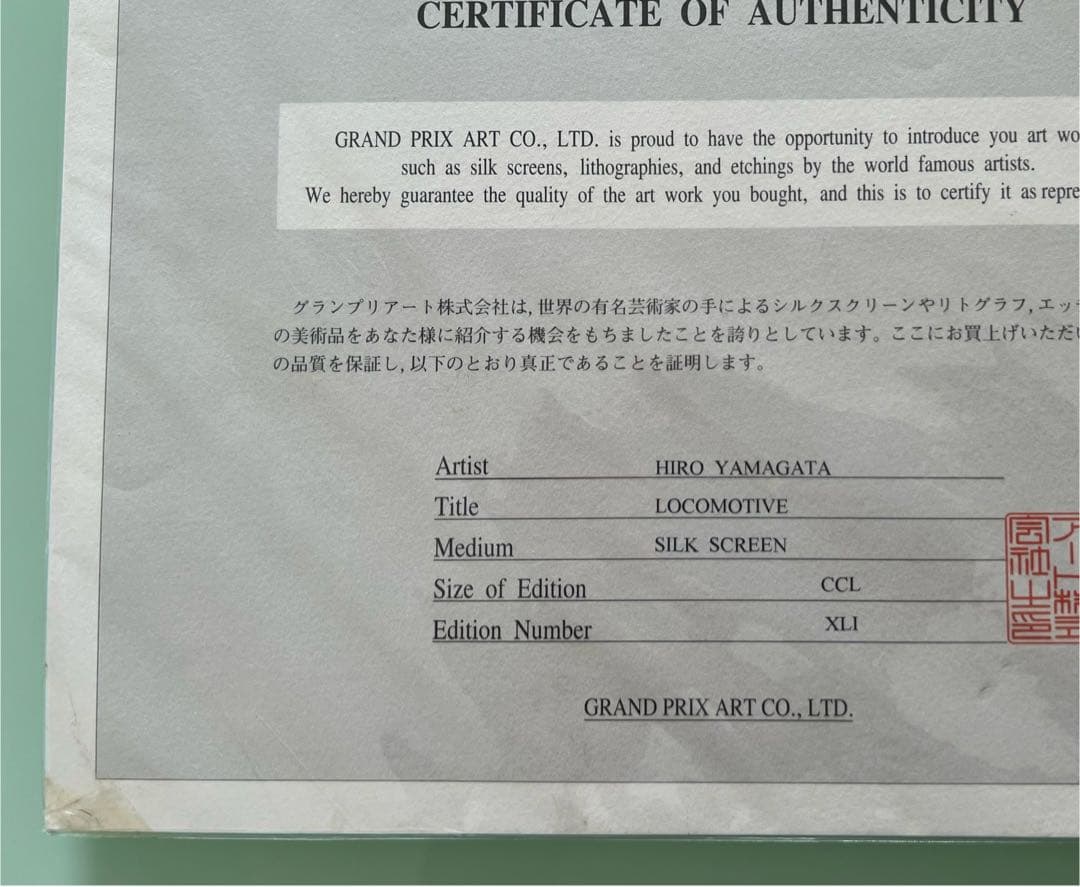 CERTIFICATE OF AUTHENTICITY
GRAND PRIX ART CO., LTD. is proud to have the opportunity to introduce you art wo
such as silk screens, lithographies, and etchings by the world famous artists.
We hereby guarantee the quality of the art work you bought, and this is to certify it as repre
グランプリアート株式会社は,世界の有名芸術家の手によるシルクスクリーンやリトグラフ,エッ
の美術品をあなた様に紹介する機会をもちましたことを誇りとしています。ここにお買上げいただ
の品質を保証し,以下のとおり真正であることを証明します。
Artist HIRO YAMAGATA
Title LOCOMOTIVE
Medium SILK SCREEN
Size of Edition CCL
Edition Number XLI
GRAND PRIX ART CO., LTD.